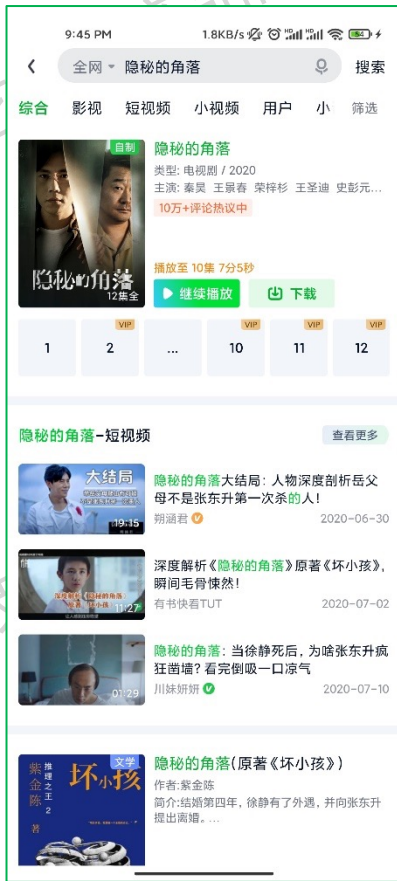 9:45 PM
1.8KB/s
54
全网
隐秘的角落
搜索
综合 影视 短视频 小视频 用户 小 筛选
自制
隐秘的角落
12集全
隐秘的角落
类型: 电视剧 / 2020
主演: 秦昊 王景春 荣梓杉 王圣迪 史彭元...
10万+评论热议中
播放至 10集 7分5秒
继续播放
下载
VIP VIP VIP VIP
1 2 ... 10 11 12
隐秘的角落-短视频
查看更多
大结局
19:15
隐秘的角落大结局：人物深度剖析岳父
母不是张东升第一次杀的人！
朔涵君
2020-06-30
11:27
深度解析《隐秘的角落》原著《坏小孩》，
瞬间毛骨悚然！
有书快看TUT
2020-07-02
01:29
隐秘的角落：当徐静死后，为啥张东升疯
狂凿墙？看完倒吸一口凉气
川妹妍妍
2020-07-10
文学
紫金陈
著
推理之王
2
坏小孩
隐秘的角落(原著《坏小孩》)
作者:紫金陈
简介:结婚第四年，徐静有了外遇，并向张东升
提出离婚。...